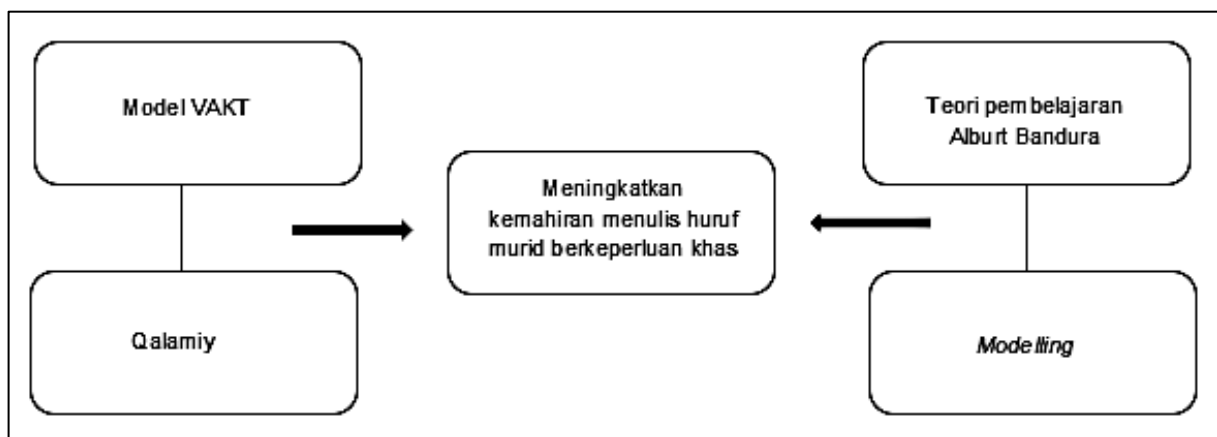 Model VAKT
Qalamiy
Meningkatkan
kemahiran menulis huruf
murid berkeperluan khas
Teori pembelajaran
Alburt Bandura
Modelling